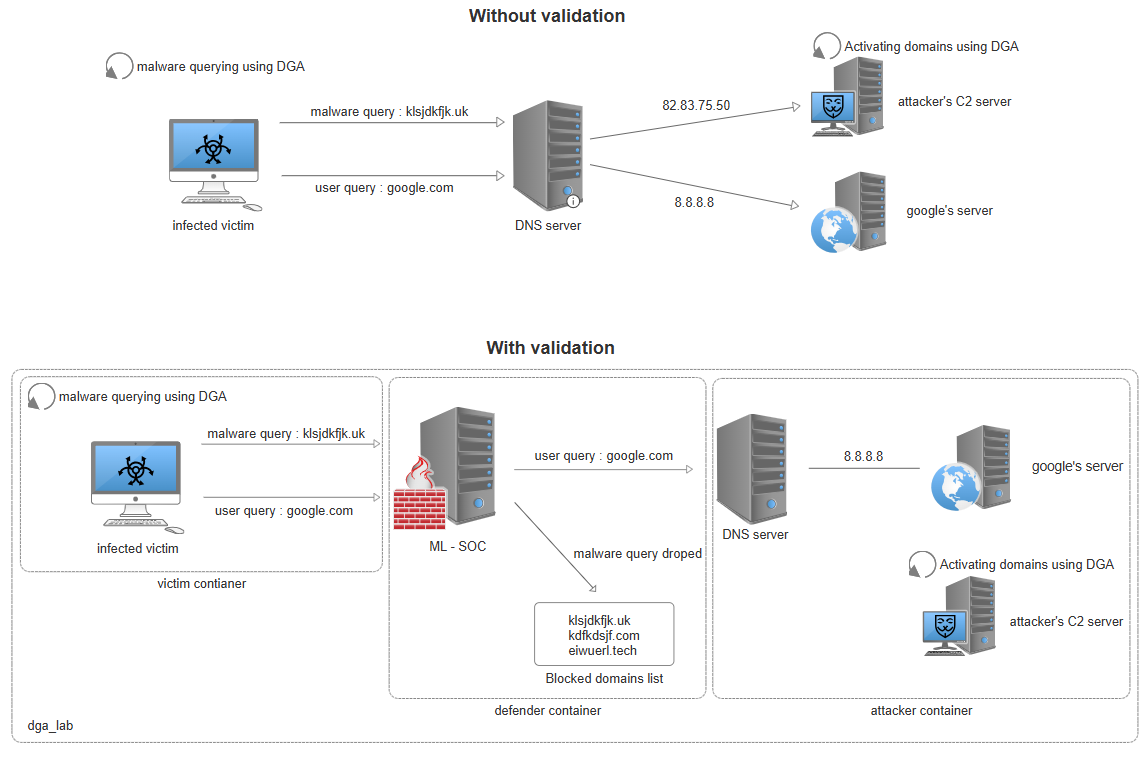 Without validation
malware querying using DGA
Activating domains using DGA
malware query : klsjdkfjk.uk
82.83.75.50
attacker's C2 server
user query : google.com
8.8.8.8
google's server
infected victim
DNS server
i
With validation
malware querying using DGA
malware query : klsjdkfjk.uk
user query : google.com
infected victim
victim contianer
ML - SOC
user query : google.com
malware query droped
klsjdkfjk.uk
kdfkdsjf.com
eiwuerl.tech
Blocked domains list
defender container
DNS server
8.8.8.8
google's server
Activating domains using DGA
attacker's C2 server
attacker container
dga_lab